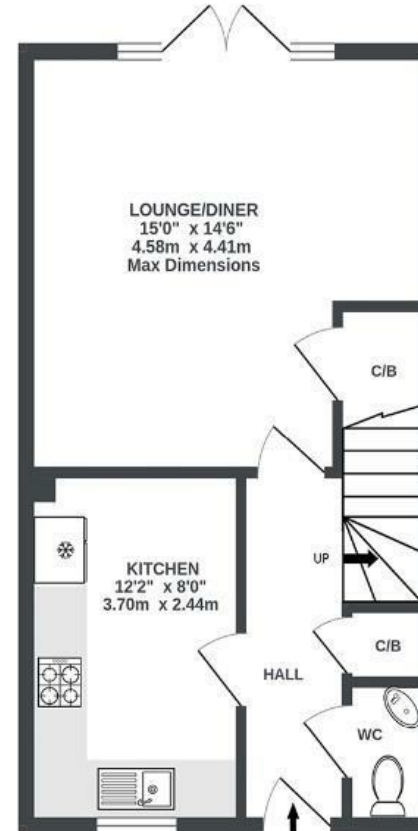 LOUNGE/DINER
15'0" x 14'6"
4.58m x 4.41m
Max Dimensions
C/B
UP
KITCHEN
12'2" x 8'0"
3.70m x 2.44m
C/B
HALL
WC